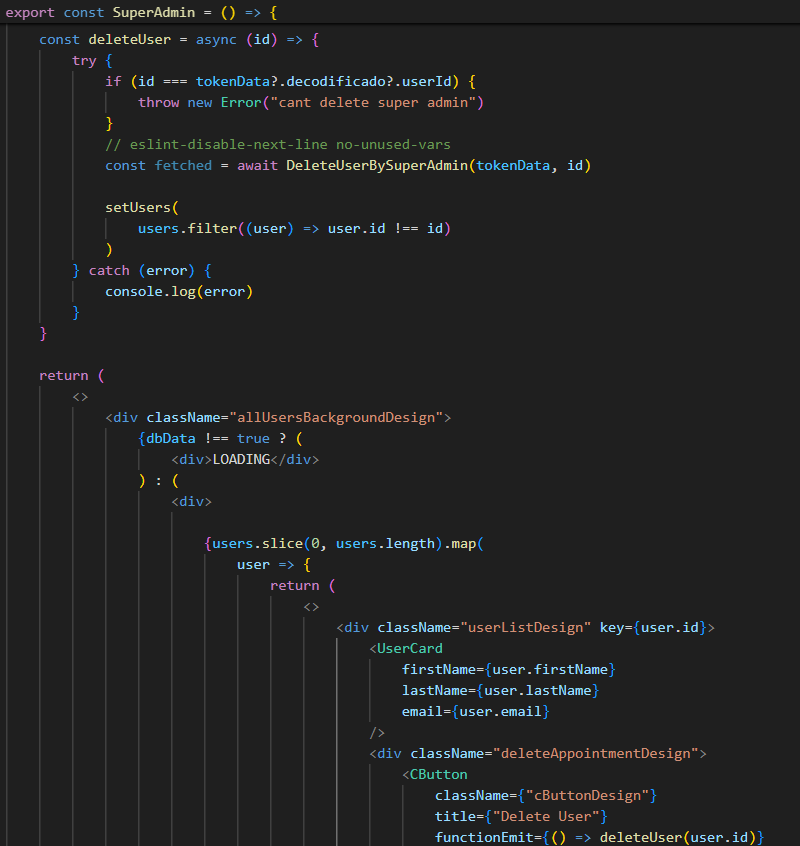 export const SuperAdmin = () => {
const deleteUser = async (id) => {
try {
if (id === tokenData?.decodificado?.userId) {
throw new Error("cant delete super admin")
}
// eslint-disable-next-line no-unused-vars
const fetched = await DeleteUserBySuperAdmin(tokenData, id)
setUsers(
users.filter((user) => user.id !== id)
)
} catch (error) {
console.log(error)
}
}
return (
<>
<div className="allUsersBackgroundDesign">
{dbData !== true ? (
<div>LOADING</div>
) : (
<div>
{users.slice(0, users.length).map(
user => {
return (
<>
<div className="userListDesign" key={user.id}>
<UserCard
firstName={user.firstName}
lastName={user.lastName}
email={user.email}
/>
<div className="deleteAppointmentDesign">
<CButton
className={"cButtonDesign"}
title={"Delete User"}
functionEmit={() => deleteUser(user.id)}